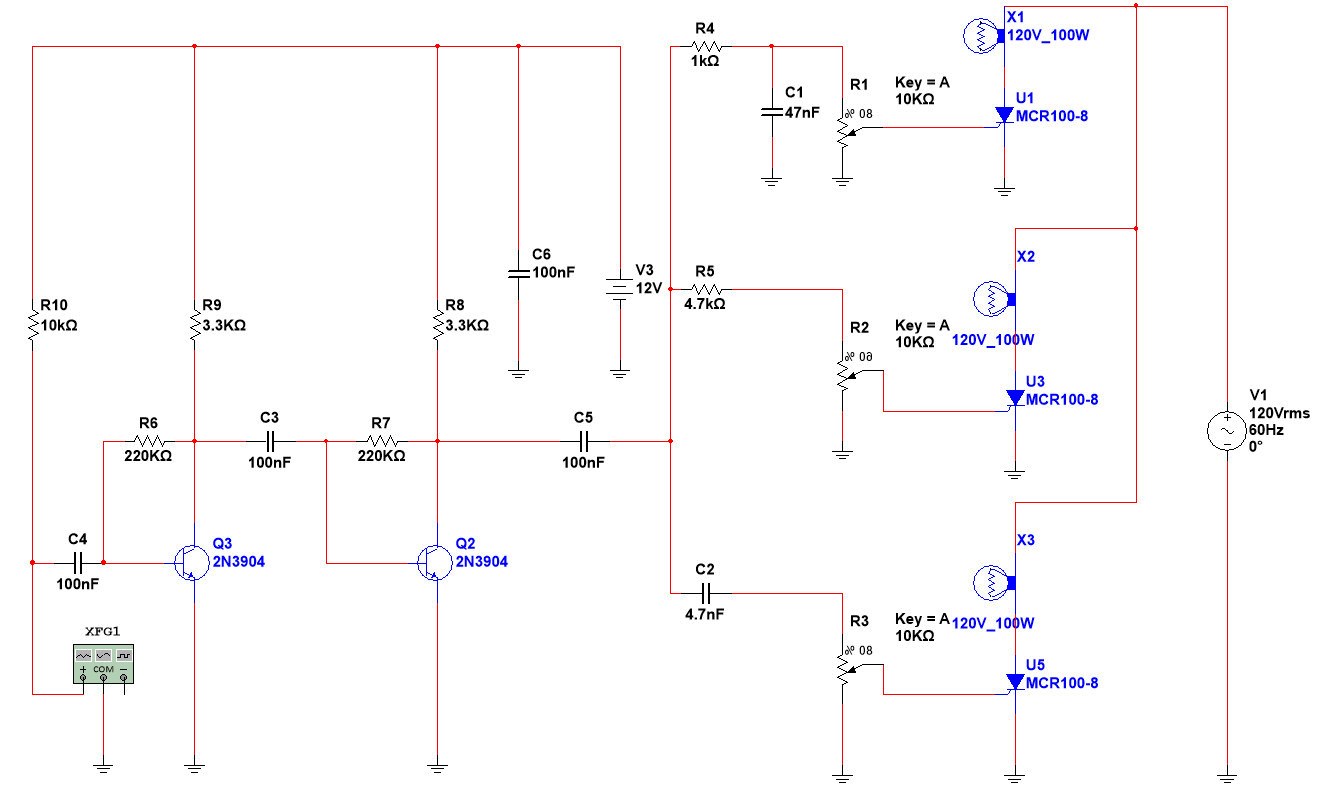 X1
120V_100W
R4
1kΩ
C1
47nF
R1
80 %
Key = A
10KΩ
U1
MCR100-8
C6
100nF
V3
12V
X2
120V_100W
R5
4.7kΩ
R2
60 %
Key = A
10KΩ
U3
MCR100-8
R10
10kΩ
R9
3.3KΩ
R8
3.3KΩ
V1
120Vrms
60Hz
0°
R6
220KΩ
C3
100nF
R7
220KΩ
C5
100nF
C4
100nF
Q3
2N3904
Q2
2N3904
X3
120V_100W
C2
4.7nF
R3
80 %
Key = A
10KΩ
U5
MCR100-8
XFG1
+ COM −